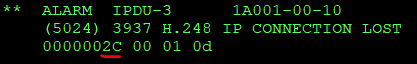 ** ALARM IPDU-3 1A001-00-10
(5024) 3937 H.248 IP CONNECTION LOST
0000002C 00 01 0d